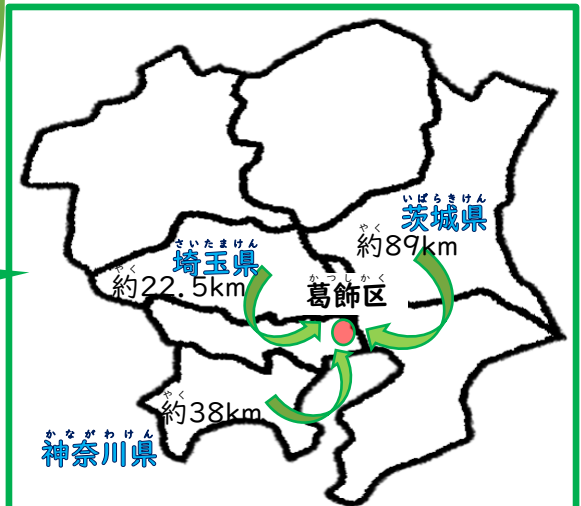 いばらきけん
茨城県
やく
約89km
さいたまけん
埼玉県
やく
約22.5km
かつしかく
葛飾区
やく
約38km
かながわけん
神奈川県